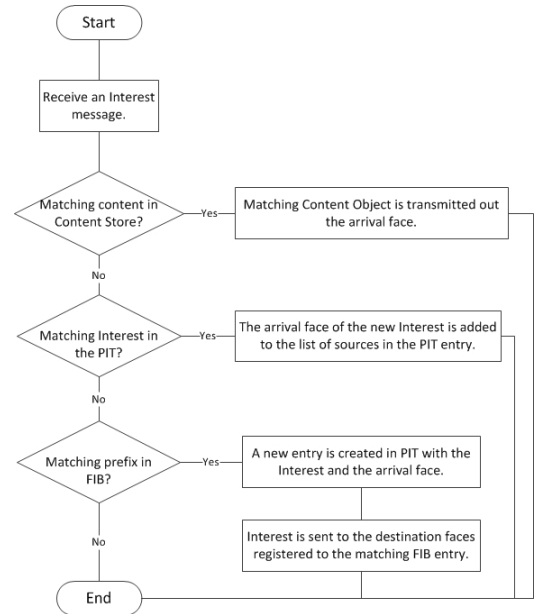 Start
Receive an Interest
message.
Matching content in
Content Store?
Yes
Matching Content Object is transmitted out
the arrival face.
No
Matching Interest in
the PIT?
Yes
The arrival face of the new Interest is added
to the list of sources in the PIT entry.
No
Matching prefix in
FIB?
Yes
A new entry is created in PIT with the
Interest and the arrival face.
Interest is sent to the destination faces
registered to the matching FIB entry.
No
End